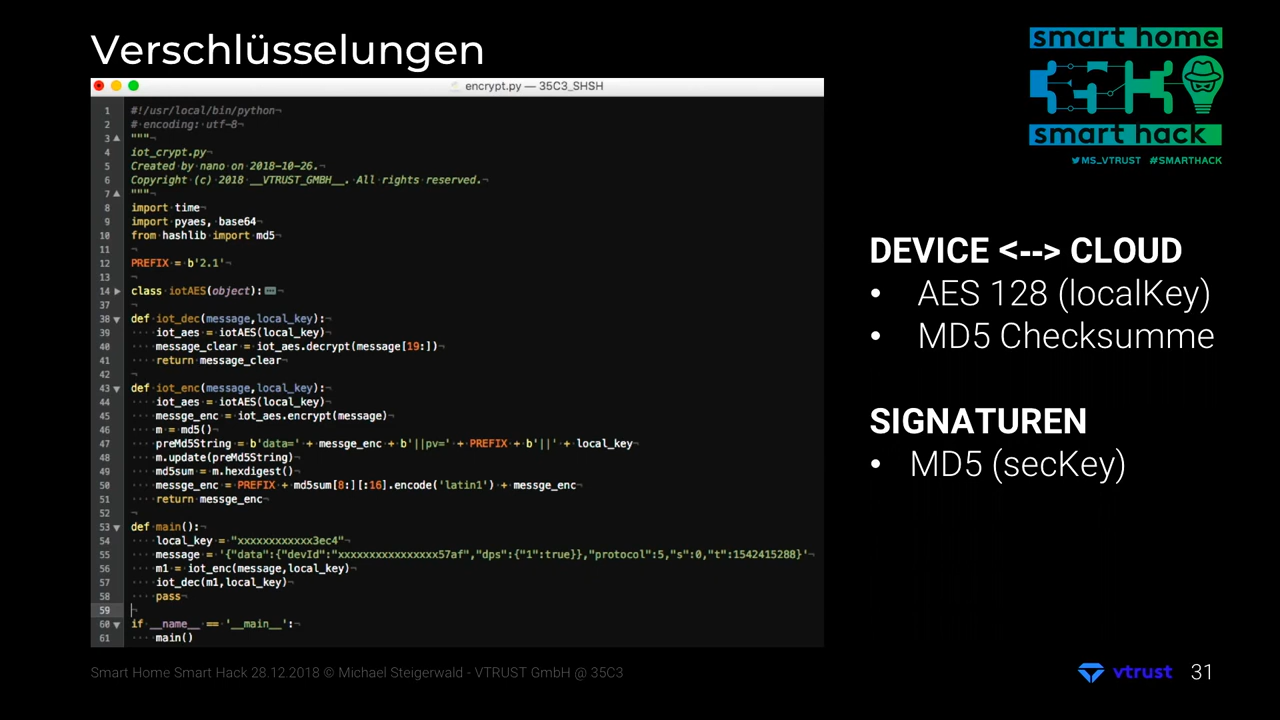 Verschlüsselungen
encrypt.py — 35C3_SHSH
1 #!/usr/local/bin/python¬
2 # encoding: utf-8¬
3 """¬
4 iot_crypt.py¬
5 Created by nano on 2018-10-26.¬
6 Copyright (c) 2018 __VTRUST_GMBH__. All rights reserved.¬
7 """¬
8 import time¬
9 import pyaes, base64¬
10 from hashlib import md5¬
11 ¬
12 PREFIX = b'2.1'¬
13 ¬
14 class iotAES(object):¬
37 ¬
38 def iot_dec(message,local_key):¬
39 ····iot_aes = iotAES(local_key)¬
40 ····message_clear = iot_aes.decrypt(message[19:])¬
41 ····return message_clear¬
42 ¬
43 def iot_enc(message,local_key):¬
44 ····iot_aes = iotAES(local_key)¬
45 ····messge_enc = iot_aes.encrypt(message)¬
46 ····m = md5()¬
47 ····preMd5String = b'data=' + messge_enc + b'||pv=' + PREFIX + b'||' + local_key¬
48 ····m.update(preMd5String)¬
49 ····md5sum = m.hexdigest()¬
50 ····messge_enc = PREFIX + md5sum[8:][:16].encode('latin1') + messge_enc¬
51 ····return messge_enc¬
52 ¬
53 def main():¬
54 ····local_key = "xxxxxxxxxxxx3ec4"¬
55 ····message = '{"data":{"devId":"xxxxxxxxxxxxxxxx57af","dps":{"1":true}},"protocol":5,"s":0,"t":1542415288}'¬
56 ····m1 = iot_enc(message,local_key)¬
57 ····iot_dec(m1,local_key)¬
58 ····pass¬
59 ¬
60 if __name__ == '__main__':¬
61 ····main()
smart home
smart hack
MS_VTRUST #SMARTHACK
DEVICE <--> CLOUD
• AES 128 (localKey)
• MD5 Checksumme
SIGNATUREN
• MD5 (secKey)
Smart Home Smart Hack 28.12.2018 © Michael Steigerwald - VTRUST GmbH @ 35C3
vtrust 31